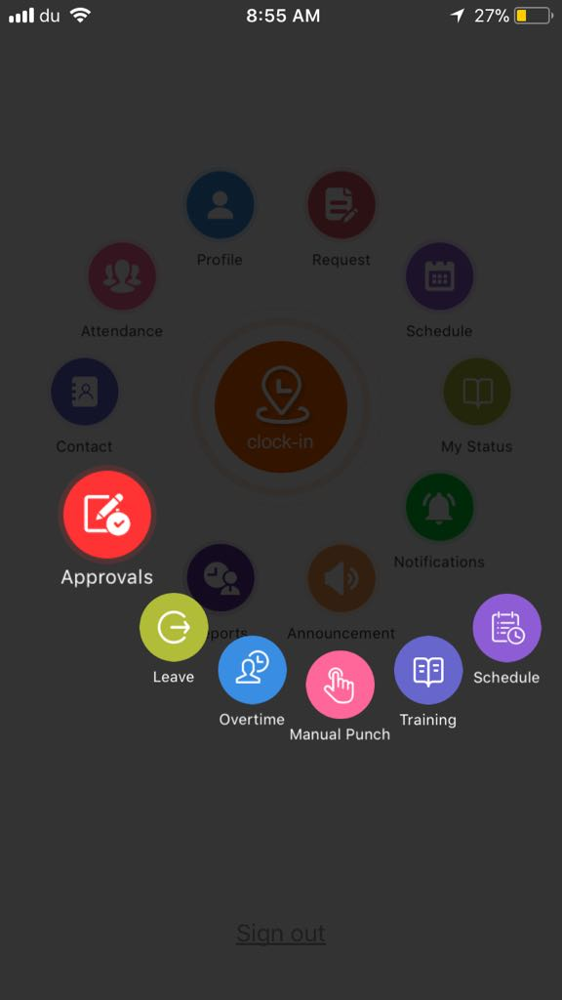 du
8:55 AM
27%
Profile
Request
Attendance
Schedule
clock-in
Contact
My Status
Approvals
Notifications
ports
Announcement
Leave
Schedule
Overtime
Training
Manual Punch
Sign out